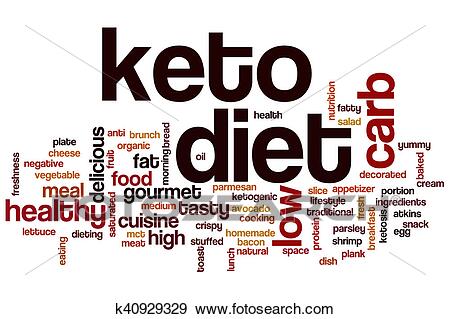 keto
diet
low
carb
healthy
delicious
fat
food
meal
gourmet
tasty
cuisine
high
health
oil
nutrition
fatty
salad
yummy
baked
cream
decorated
portion
ingredients
atkins
snack
egg
ketosis
breakfast
fresh
appetizer
slice
lifestyle
traditional
parsley
shrimp
protein
plank
dish
space
parmesan
ketogenic
avocado
cooking
homemade
bacon
natural
lunch
toast
stuffed
crispy
medium
mct
meat
saturated
fruit
anti
brunch
organic
morning
bread
plate
cheese
negative
vegetable
freshness
lettuce
eating
dieting
k40929329 www.fotosearch.com